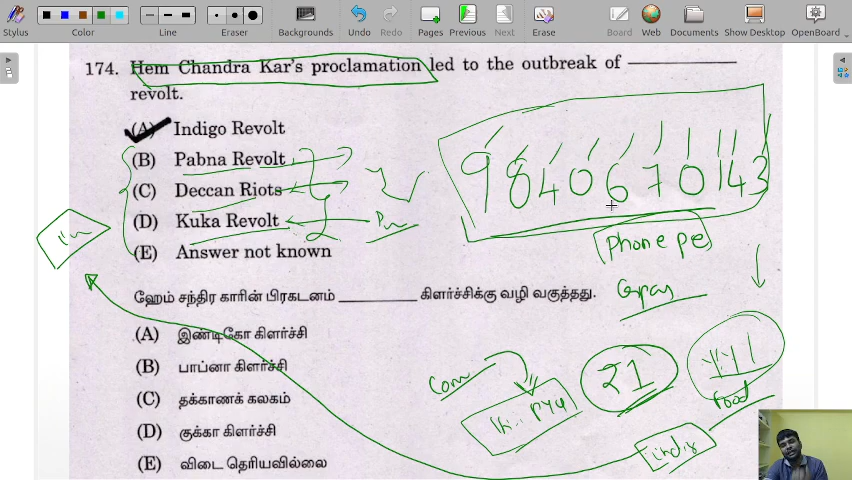 Stylus Color Line Eraser Backgrounds Undo Redo Pages Previous Next Erase Board Web Documents Show Desktop OpenBoard
174. Hem Chandra Kar's proclamation led to the outbreak of
revolt.
(A) Indigo Revolt
(B) Pabna Revolt
(C) Deccan Riots
(D) Kuka Revolt
(E) Answer not known
9840670143
Phone pe
Gpay
ஹேம் சந்திர காரின் பிரகடனம் ________ கிளர்ச்சிக்கு வழி வகுத்தது.
(A) இண்டிகோ கிளர்ச்சி
(B) பாப்னா கிளர்ச்சி
(C) தக்காணக் கலகம்
(D) குக்கா கிளர்ச்சி
(E) விடை தெரியவில்லை
₹1
Food